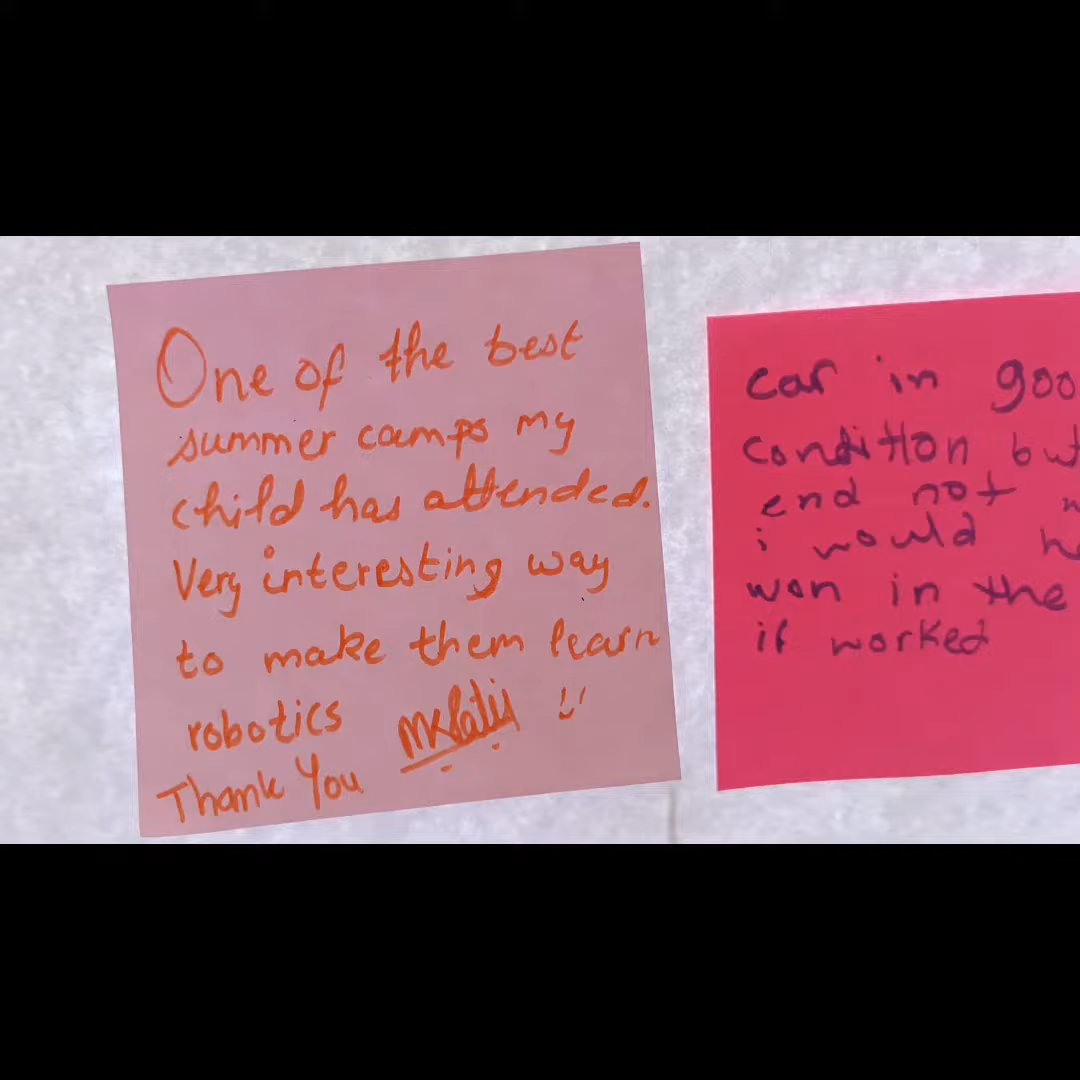 One of the best
summer camps my
child has attended.
Very interesting way
to make them learn
robotics
Thank You
car in goo
condition but
end not
i would
won in the
if worked